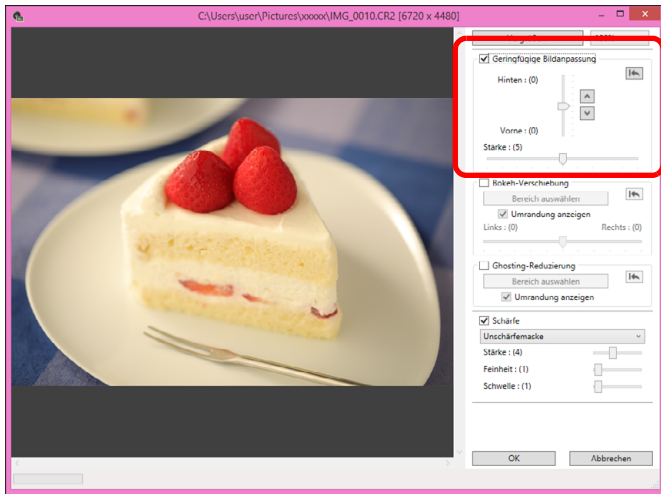 C:\Users\user\Pictures\xxxxx\IMG_0010.CR2 [6720 x 4480]
Geringfügige Bildanpassung
Hinten : (0)
Vorne : (0)
Stärke : (5)
Bokeh-Verschiebung
Bereich auswählen
Umrandung anzeigen
Links : (0) Rechts : (0)
Ghosting-Reduzierung
Bereich auswählen
Umrandung anzeigen
Schärfe
Unschärfemaske
Stärke : (4)
Feinheit : (1)
Schwelle : (1)
OK Abbrechen